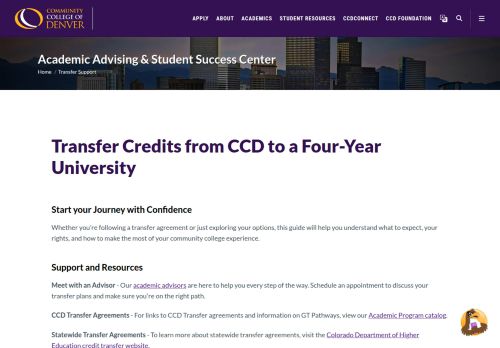 COMMUNITY
COLLEGE OF
DENVER
APPLY ABOUT ACADEMICS STUDENT RESOURCES CCDCONNECT CCD FOUNDATION
Academic Advising & Student Success Center
Home / Transfer Support
Transfer Credits from CCD to a Four-Year
University
Start your Journey with Confidence
Whether you're following a transfer agreement or just exploring your options, this guide will help you understand what to expect, your
rights, and how to make the most of your community college experience.
Support and Resources
Meet with an Advisor - Our academic advisors are here to help you every step of the way. Schedule an appointment to discuss your
transfer plans and make sure you're on the right path.
CCD Transfer Agreements - For links to CCD Transfer agreements and information on GT Pathways, view our Academic Program catalog.
Statewide Transfer Agreements - To learn more about statewide transfer agreements, visit the Colorado Department of Higher
Education credit transfer website.